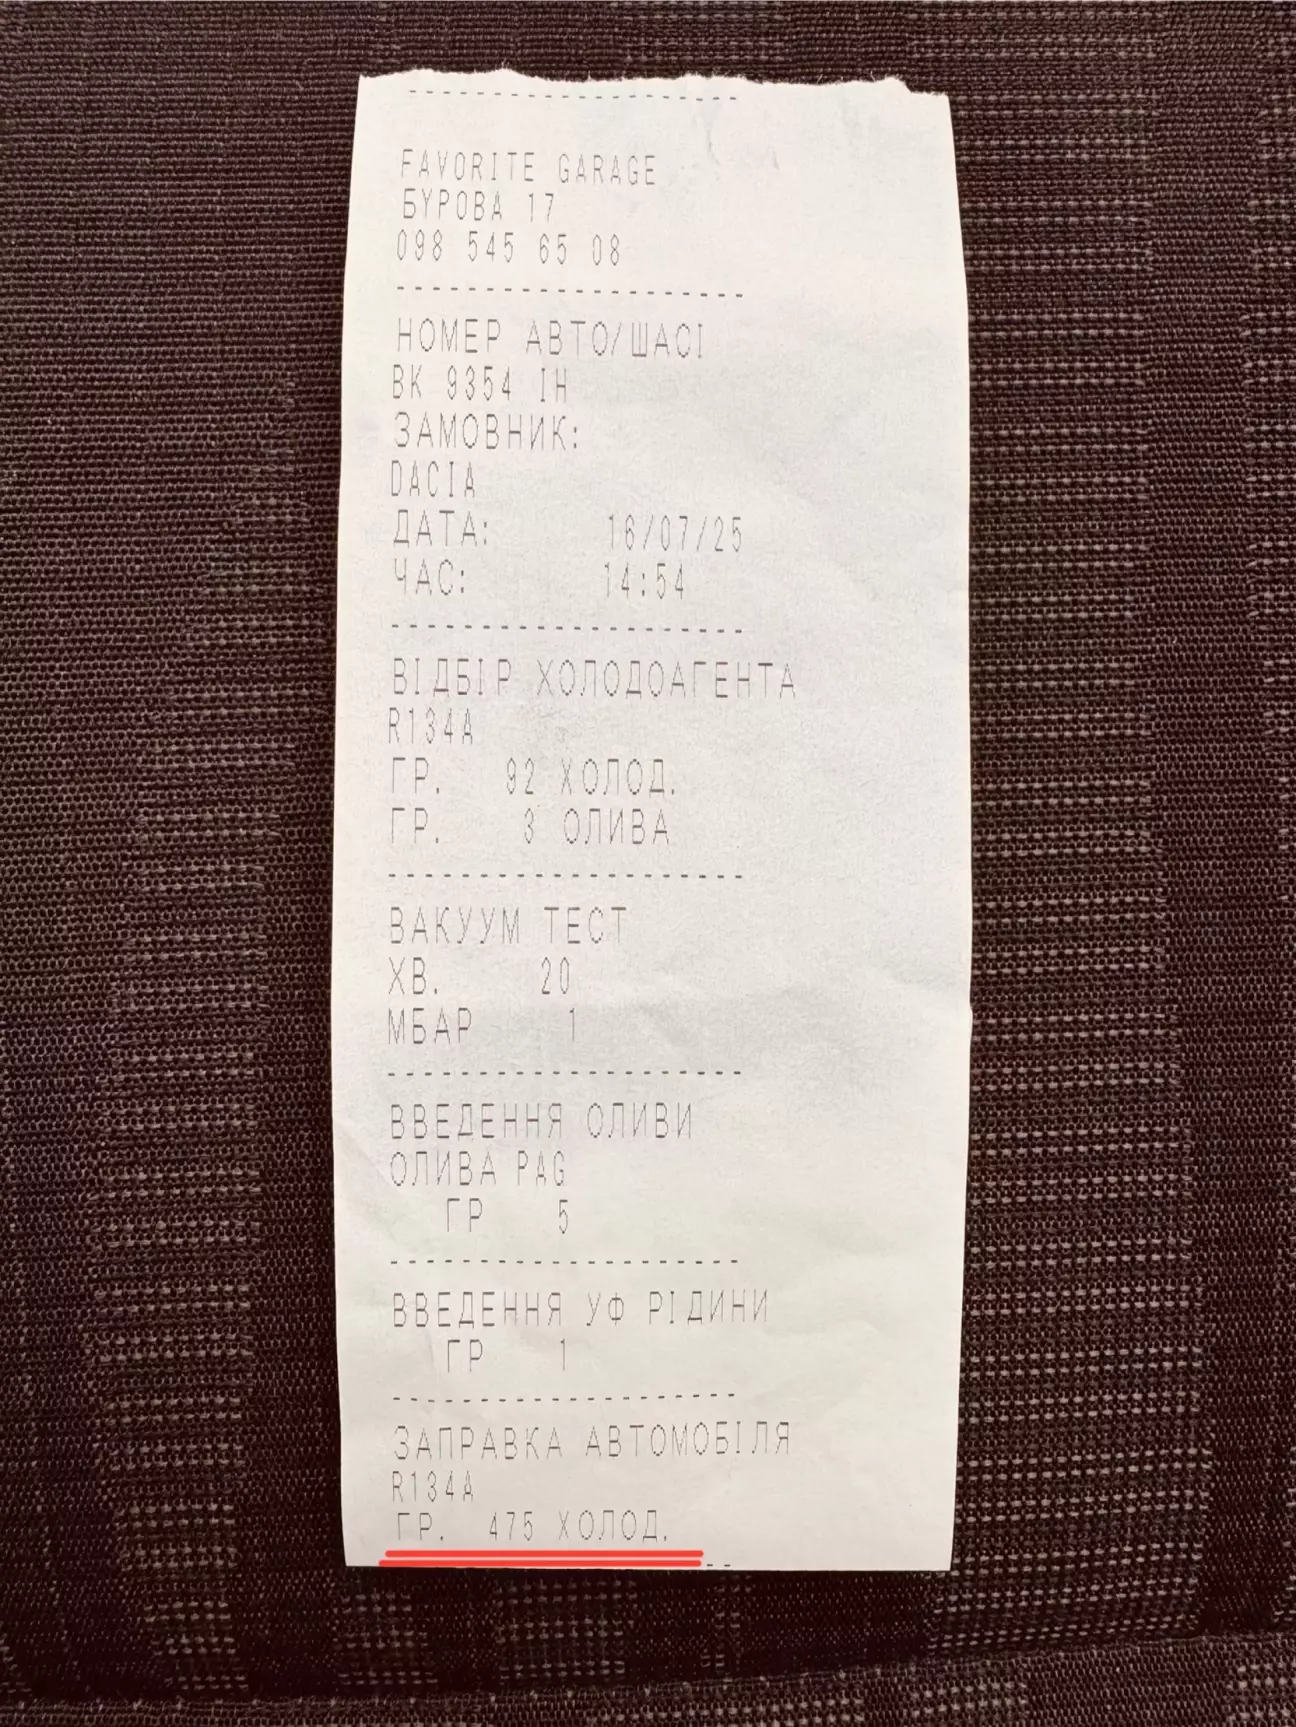 FAVORITE GARAGE
БУРОВА 17
098 545 65 08
НОМЕР АВТО/ШАСІ
ВК 9354 ІН
ЗАМОВНИК:
DACIA
ДАТА: 16/07/25
ЧАС: 14:54
ВІДБІР ХОЛОДОАГЕНТА
R134A
ГР. 92 ХОЛОД.
ГР. 3 ОЛИВА
ВАКУУМ ТЕСТ
ХВ. 20
МБАР 1
ВВЕДЕННЯ ОЛИВИ
ОЛИВА PAG
ГР 5
ВВЕДЕННЯ УФ РІДИНИ
ГР 1
ЗАПРАВКА АВТОМОБІЛЯ
R134A
ГР. 475 ХОЛОД.